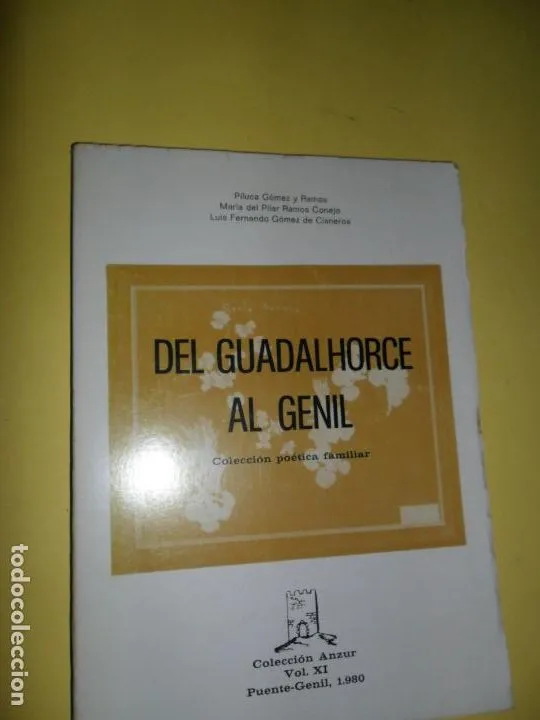 Piluca Gómez y Ramos
María del Pilar Ramos Conejo
Luis Fernando Gómez de Cisneros
DEL GUADALHORCE
AL GENIL
Colección poética familiar
Colección Anzur
Vol. XI
Puente-Genil, 1.980
todocoleccion